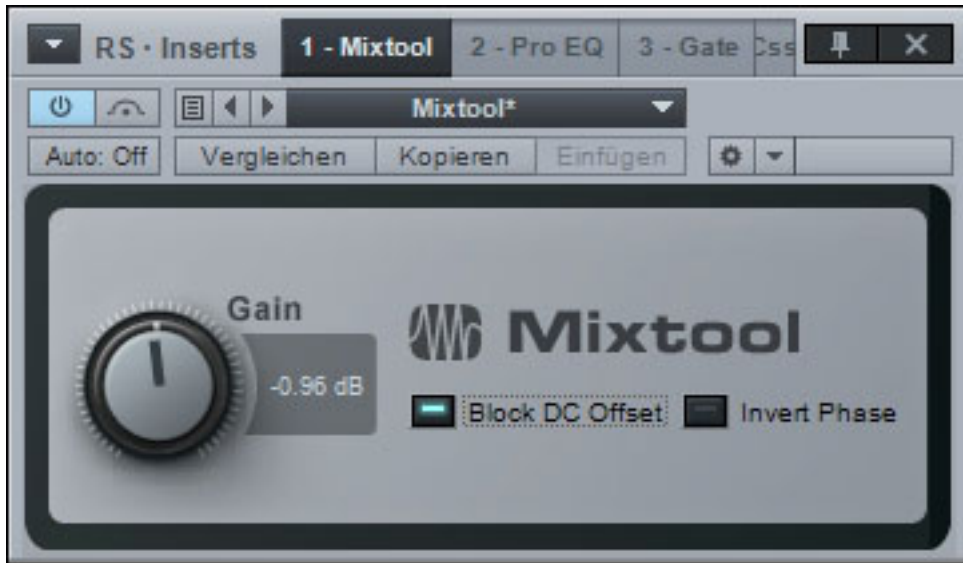 RS · Inserts 1 - Mixtool 2 - Pro EQ 3 - Gate
Mixtool*
Auto: Off Vergleichen Kopieren Einfügen
Gain
Mixtool
-0.96 dB
Block DC Offset Invert Phase